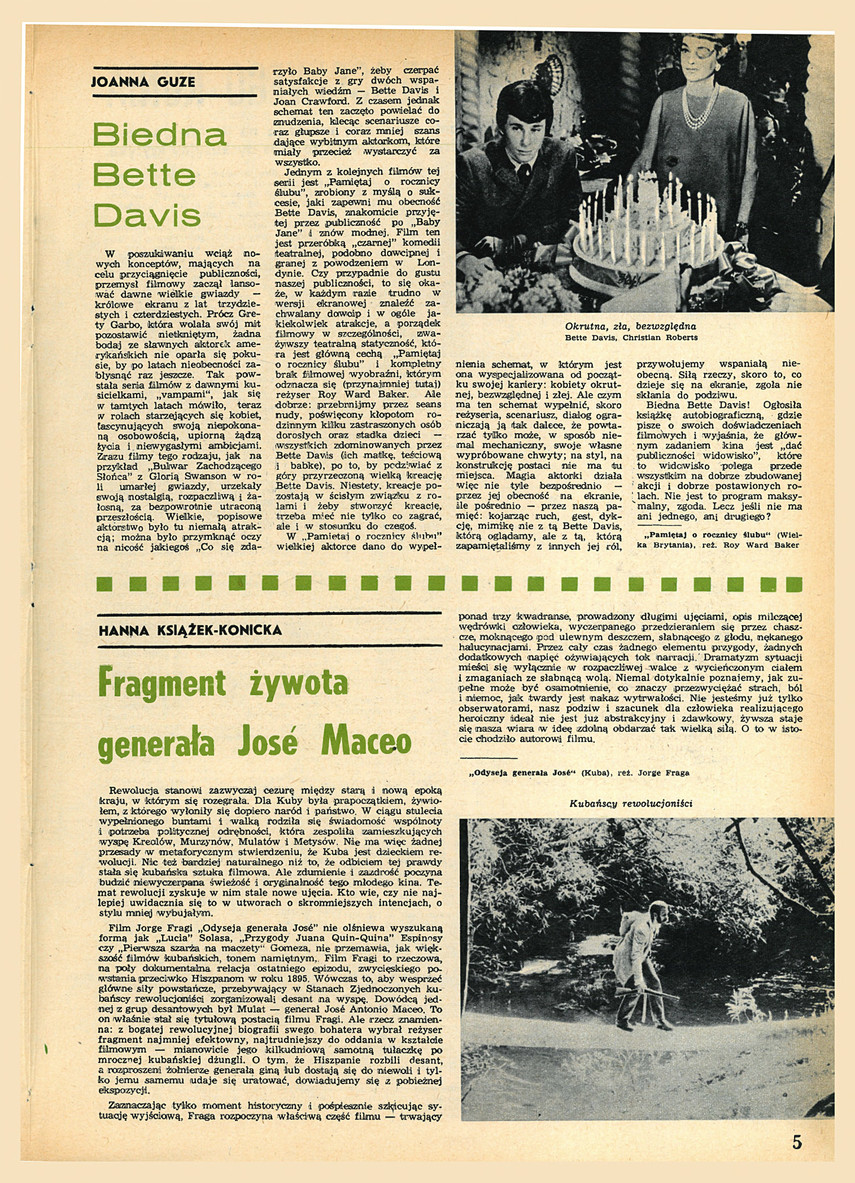 JOANNA GUZE
Biedna
Bette
Davis
W poszukiwaniu wciąż no-
wych konceptów, mających na
celu przyciągnięcie publiczności,
przemysł filmowy zaczął lanso-
wać dawne wielkie gwiazdy —
królowe ekranu z lat trzydzie-
stych i czterdziestych. Prócz Gre-
ty Garbo, która wolała swój mit
pozostawić nietkniętym, żadna
bodaj ze sławnych aktorek ame-
rykańskich nie oparła się poku-
sie, by po latach nieobecności za-
błysnąć raz jeszcze. Tak pow-
stała seria filmów z dawnymi ku-
sicielkami, „vampami”, jak się
w tamtych latach mówiło, teraz
w rolach starzejących się kobiet,
fascynujących swoją niepokona-
ną osobowością, upiorną żądzą
życia i niewygasłymi ambicjami.
Zrazu filmy tego rodzaju, jak na
przykład „Bulwar Zachodzącego
Słońca” z Glorią Swanson w ro-
li umarłej gwiazdy, urzekały
swoją nostalgią, rozpaczliwą i ża-
łosną, za bezpowrotnie utraconą
przeszłością. Wielkie, popisowe
aktorstwo było tu niemałą atrak-
cją; można było przymknąć oczy
na nicość jakiegoś „Co się zda-
rzyło Baby Jane”, żeby czerpać
satysfakcje z gry dwóch wspa-
niałych wiedźm — Bette Davis i
Joan Crawford. Z czasem jednak
schemat ten zaczęto powielać do
znudzenia, klecąc scenariusze co-
raz głupsze i coraz mniej szans
dające wybitnym aktorkom, które
miały przecież wystarczyć za
wszystko.
Jednym z kolejnych filmów tej
serii jest „Pamiętaj o rocznicy
ślubu”, zrobiony z myślą o suk-
cesie, jaki zapewni mu obecność
Bette Davis, znakomicie przyję-
tej przez publiczność po „Baby
Jane” i znów modnej. Film ten
jest przeróbką „czarnej” komedii
teatralnej, podobno dowcipnej i
granej z powodzeniem w Lon-
dynie. Czy przypadnie do gustu
naszej publiczności, to się oka-
że, w każdym razie trudno w
wersji ekranowej znaleźć za-
chwalany dowcip i w ogóle ja-
kiekolwiek atrakcje, a porządek
filmowy w szczególności, zwa-
żywszy teatralną statyczność, któ-
ra jest główną cechą „Pamiętaj
o rocznicy ślubu” i kompletny
brak filmowej wyobraźni, którym
odznacza się (przynajmniej tutaj)
reżyser Roy Ward Baker. Ale
dobrze: przebrnijmy przez seans
nudy, poświęcony kłopotom ro-
dzinnym kilku zastraszonych osób
dorosłych oraz stadka dzieci —
wszystkich zdominowanych przez
Bette Davis (ich matkę, teściową
i babkę), po to, by podziwiać z
góry przyrzeczoną wielką kreację
Bette Davis. Niestety, kreacje po-
zostają w ścisłym związku z ro-
lami i żeby stworzyć kreację,
trzeba mieć nie tylko co zagrać,
ale i w stosunku do czegoś.
W „Pamiętaj o rocznicy ślubu”
wielkiej aktorce dano do wypeł-
Okrutna, zła, bezwzględna
Bette Davis, Christian Roberts
nienia schemat, w którym jest
ona wyspecjalizowana od począt-
ku swojej kariery: kobiety okrut-
nej, bezwzględnej i złej. Ale czym
ma ten schemat wypełnić, skoro
reżyseria, scenariusz, dialog ogra-
niczają ją tak dalece, że powta-
rzać tylko może, w sposób nie-
mal mechaniczny, swoje własne
wypróbowane chwyty; na styl, na
konstrukcję postaci nie ma tu
miejsca. Magia aktorki działa
więc nie tyle bezpośrednio —
przez jej obecność na ekranie,
ile pośrednio — przez naszą pa-
mięć: kojarząc ruch, gest, dyk-
cję, mimikę nie z tą Bette Davis,
którą oglądamy, ale z tą, którą
zapamiętaliśmy z innych jej ról,
przywołujemy wspaniałą nie-
obecną. Siłą rzeczy, skoro to, co
dzieje się na ekranie, zgoła nie
skłania do podziwu.
Biedna Bette Davis! Ogłosiła
książkę autobiograficzną, gdzie
pisze o swoich doświadczeniach
filmowych i wyjaśnia, że głów-
nym zadaniem kina jest „dać
publiczności widowisko”, które
to widowisko polega przede
wszystkim na dobrze zbudowanej
akcji i dobrze postawionych ro-
lach. Nie jest to program maksy-
malny, zgoda. Lecz jeśli nie ma
ani jednego, ani drugiego?
„Pamiętaj o rocznicy ślubu” (Wiel-
ka Brytania), reż. Roy Ward Baker
HANNA KSIĄŻEK-KONICKA
Fragment żywota
generała José Maceo
Rewolucja stanowi zazwyczaj cezurę między starą i nową epoką
kraju, w którym się rozegrała. Dla Kuby była prapoczątkiem, żywio-
łem, z którego wyłoniły się dopiero naród i państwo. W ciągu stulecia
wypełnionego buntami i walką rodziła się świadomość wspólnoty
i potrzeba politycznej odrębności, która zespoliła zamieszkujących
wyspę Kreolów, Murzynów, Mulatów i Metysów. Nie ma więc żadnej
przesady w metaforycznym stwierdzeniu, że Kuba jest dzieckiem re-
wolucji. Nic też bardziej naturalnego niż to, że odbiciem tej prawdy
stała się kubańska sztuka filmowa. Ale zdumienie i zazdrość poczyna
budzić niewyczerpana świeżość i oryginalność tego młodego kina. Te-
mat rewolucji zyskuje w nim stale nowe ujęcia. Kto wie, czy nie naj-
lepiej uwidacznia się to w utworach o skromniejszych intencjach, o
stylu mniej wybujałym.
Film Jorge Fragi „Odyseja generała José” nie olśniewa wyszukaną
formą jak „Lucia” Solasa, „Przygody Juana Quin-Quina” Espinosy
czy „Pierwsza szarża na maczety” Gomeza, nie przemawia, jak więk-
szość filmów kubańskich, tonem namiętnym. Film Fragi to rzeczowa,
na poły dokumentalna relacja ostatniego epizodu, zwycięskiego po-
wstania przeciwko Hiszpanom w roku 1895. Wówczas to, aby wesprzeć
główne siły powstańcze, przebywający w Stanach Zjednoczonych ku-
bańscy rewolucjoniści zorganizowali desant na wyspę. Dowódcą jed-
nej z grup desantowych był Mulat — generał José Antonio Maceo. To
on właśnie stał się tytułową postacią filmu Fragi. Ale rzecz znamien-
na: z bogatej rewolucyjnej biografii swego bohatera wybrał reżyser
fragment najmniej efektowny, najtrudniejszy do oddania w kształcie
filmowym — mianowicie jego kilkudniową samotną tułaczkę po
mrocznej kubańskiej dżungli. O tym, że Hiszpanie rozbili desant,
a rozproszeni żołnierze generała giną lub dostają się do niewoli i tyl-
ko jemu samemu udaje się uratować, dowiadujemy się z pobieżnej
ekspozycji.
Zaznaczając tylko moment historyczny i pośpiesznie szkicując sy-
tuację wyjściową, Fraga rozpoczyna właściwą część filmu — trwający
ponad trzy kwadranse, prowadzony długimi ujęciami, opis milczącej
wędrówki człowieka, wyczerpanego przedzieraniem się przez chasz-
cze, moknącego pod ulewnym deszczem, słabnącego z głodu, nękanego
halucynacjami. Przez cały czas żadnego elementu przygody, żadnych
dodatkowych napięć ożywiających tok narracji. Dramatyzm sytuacji
mieści się wyłącznie w rozpaczliwej walce z wycieńczonym ciałem
i zmaganiach ze słabnącą wolą. Niemal dotykalnie poznajemy, jak zu-
pełne może być osamotnienie, co znaczy przezwyciężać strach, ból
i niemoc, jak twardy jest nakaz wytrwałości. Nie jesteśmy już tylko
obserwatorami, nasz podziw i szacunek dla człowieka realizującego
heroiczny ideał nie jest już abstrakcyjny i zdawkowy, żywsza staje
się nasza wiara w ideę zdolną obdarzać tak wielką siłą. O to w isto-
cie chodziło autorowi filmu.
„Odyseja generała José” (Kuba), reż. Jorge Fraga
Kubańscy rewolucjoniści
5